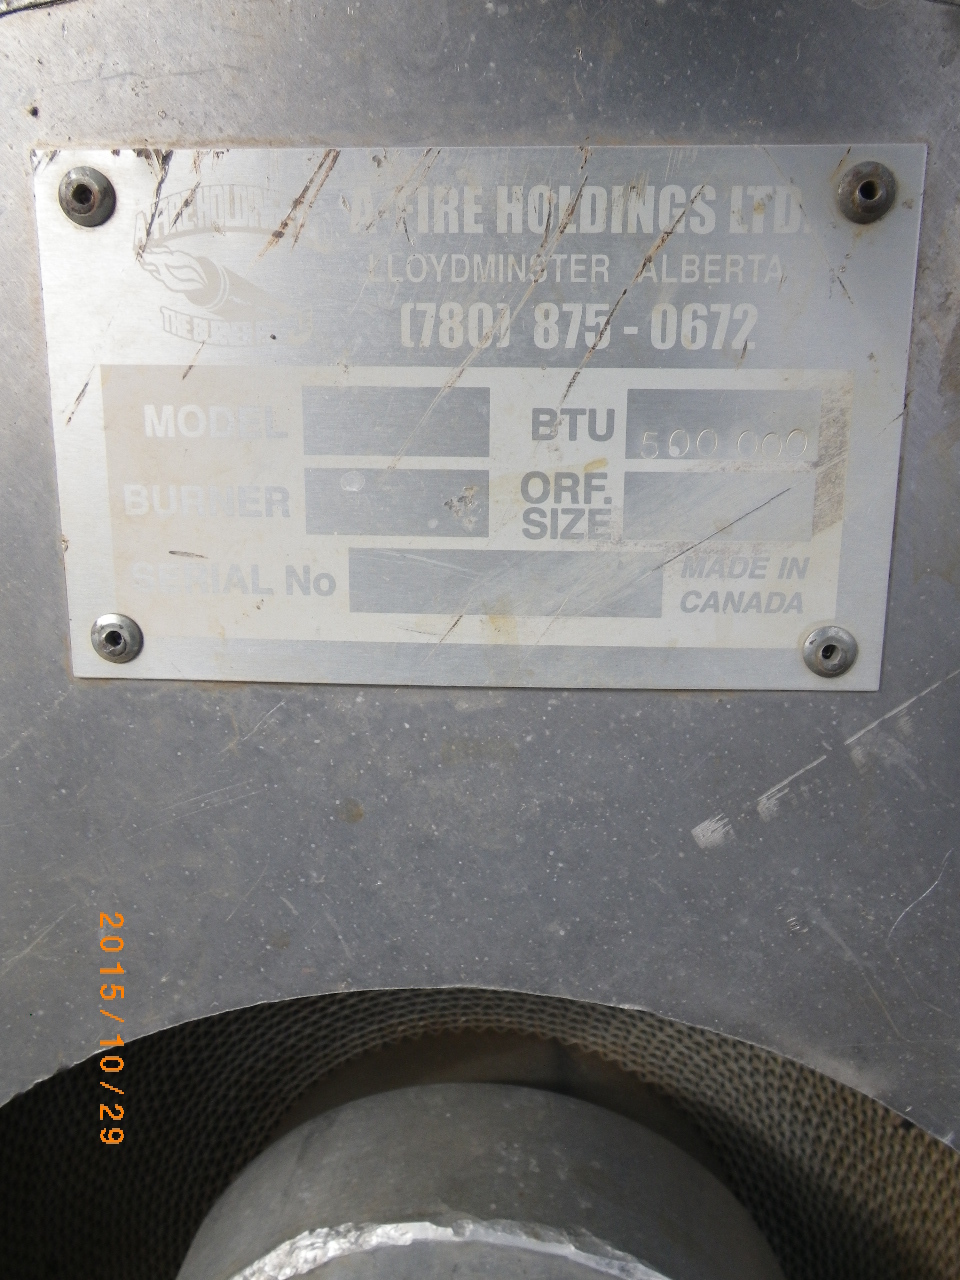 A FIRE HOLDINGS LTD.
LLOYDMINSTER ALBERTA
(780) 875 - 0672
MODEL
BTU 500 000
BURNER
ORF. SIZE
SERIAL No
MADE IN
CANADA
2015/10/29